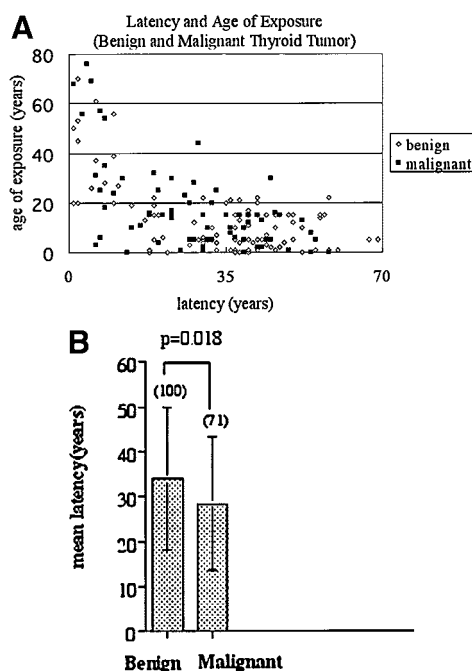 A
Latency and Age of Exposure
(Benign and Malignant Thyroid Tumor)
80
60
40
20
0
age of exposure (years)
0 35 70
latency (years)
benign
malignant
B
p=0.018
(100)
(71)
60
50
40
30
20
10
0
mean latency(years)
Benign Malignant